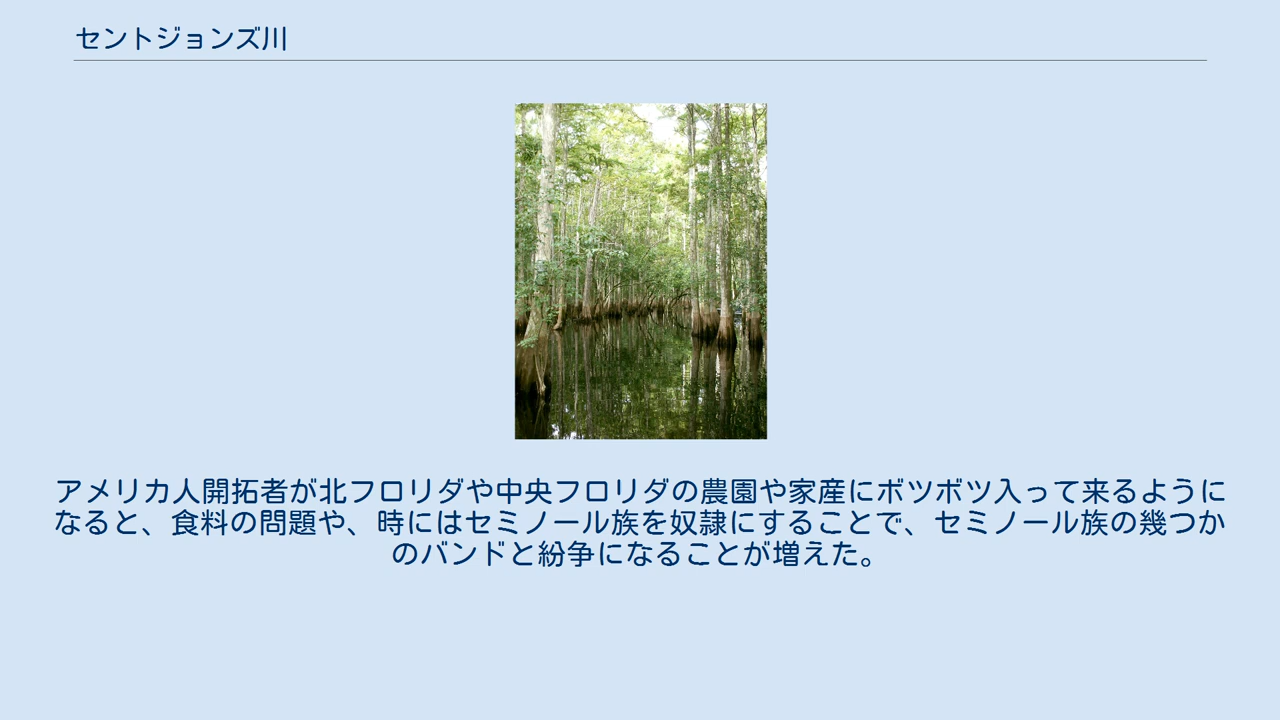 セントジョンズ川
アメリカ人開拓者が北フロリダや中央フロリダの農園や家産にボツボツ入って来るように
なると、食料の問題や、時にはセミノール族を奴隷にすることで、セミノール族の幾つか
のバンドと紛争になることが増えた。